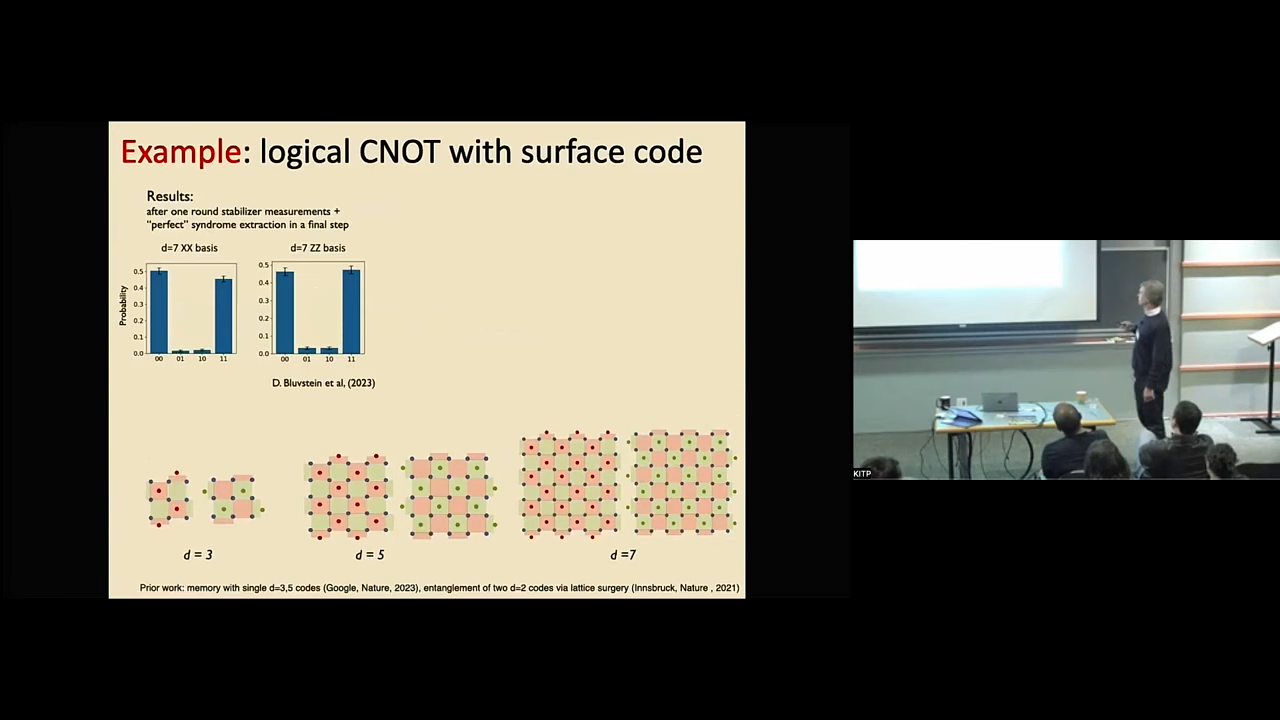 Example: logical CNOT with surface code
Results:
after one round stabilizer measurements +
"perfect" syndrome extraction in a final step
d=7 XX basis
d=7 ZZ basis
Probability
0.5
0.4
0.3
0.2
0.1
0.0
00 01 10 11
0.5
0.4
0.3
0.2
0.1
0.0
00 01 10 11
D. Bluvstein et al, (2023)
d = 3
d = 5
d =7
Prior work: memory with single d=3,5 codes (Google, Nature, 2023), entanglement of two d=2 codes via lattice surgery (Innsbruck, Nature , 2021)
KITP